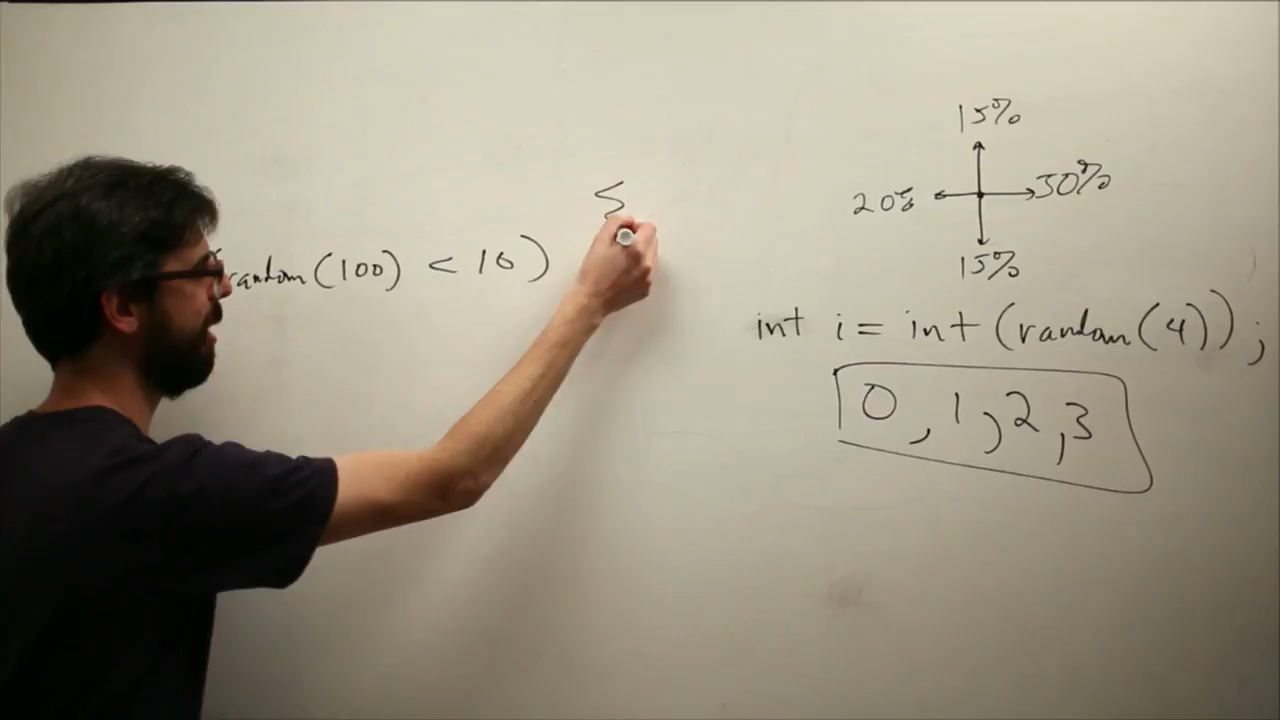 random(100) < 10)
15%
20% 50%
15%
int i = int (random(4));
0, 1, 2, 3